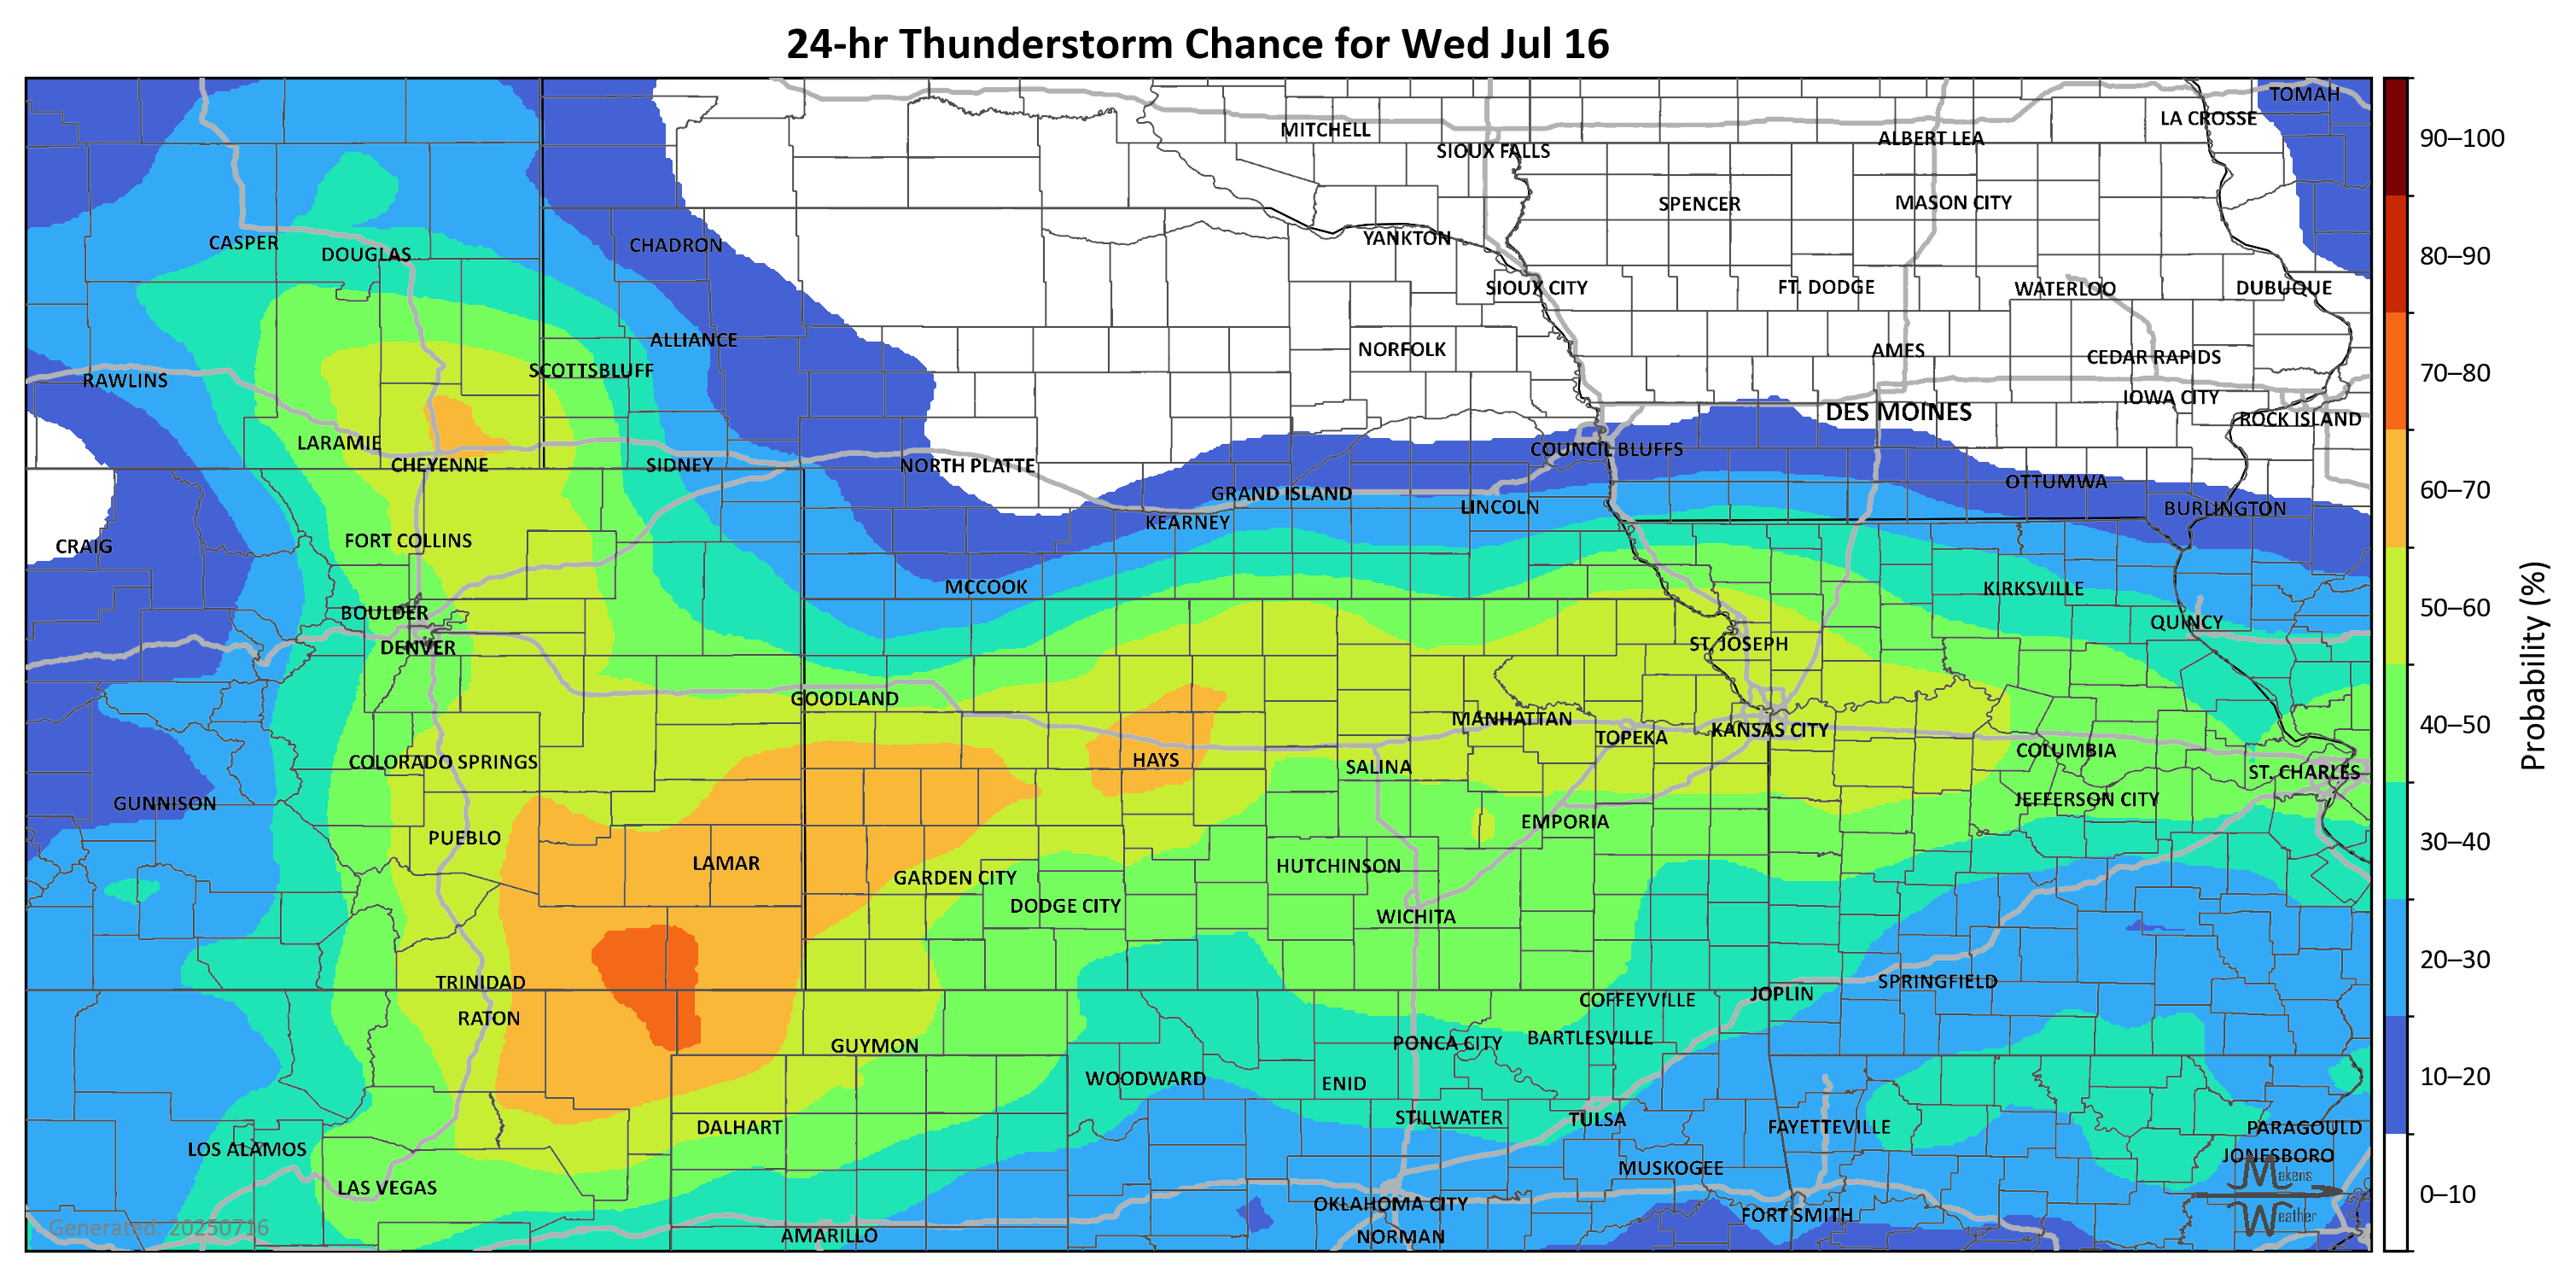 24-hr Thunderstorm Chance for Wed Jul 16
TOMAH
LA CROSSE
MITCHELL
ALBERT LEA
SIOUX FALLS
SPENCER
MASON CITY
CASPER
DOUGLAS
CHADRON
YANKTON
SIOUX CITY
FT. DODGE
WATERLOO
DUBUQUE
ALLIANCE
NORFOLK
AMES
CEDAR RAPIDS
RAWLINS
SCOTTSBLUFF
IOWA CITY
DES MOINES
ROCK ISLAND
LARAMIE
CHEYENNE
SIDNEY
NORTH PLATTE
COUNCIL BLUFFS
GRAND ISLAND
OTTUMWA
LINCOLN
BURLINGTON
KEARNEY
CRAIG
FORT COLLINS
MCCOOK
KIRKSVILLE
BOULDER
QUINCY
DENVER
ST. JOSEPH
GOODLAND
MANHATTAN
KANSAS CITY
TOPEKA
COLUMBIA
COLORADO SPRINGS
HAYS
SALINA
ST. CHARLES
GUNNISON
JEFFERSON CITY
PUEBLO
EMPORIA
LAMAR
HUTCHINSON
GARDEN CITY
DODGE CITY
WICHITA
TRINIDAD
SPRINGFIELD
COFFEYVILLE
JOPLIN
RATON
GUYMON
PONCA CITY
BARTLESVILLE
WOODWARD
ENID
STILLWATER
TULSA
DALHART
FAYETTEVILLE
PARAGOULD
LOS ALAMOS
JONESBORO
MUSKOGEE
LAS VEGAS
OKLAHOMA CITY
FORT SMITH
AMARILLO
NORMAN
Generated: 20250716
Makens
Weather
90–100
80–90
70–80
60–70
50–60
40–50
30–40
20–30
10–20
0–10
Probability (%)